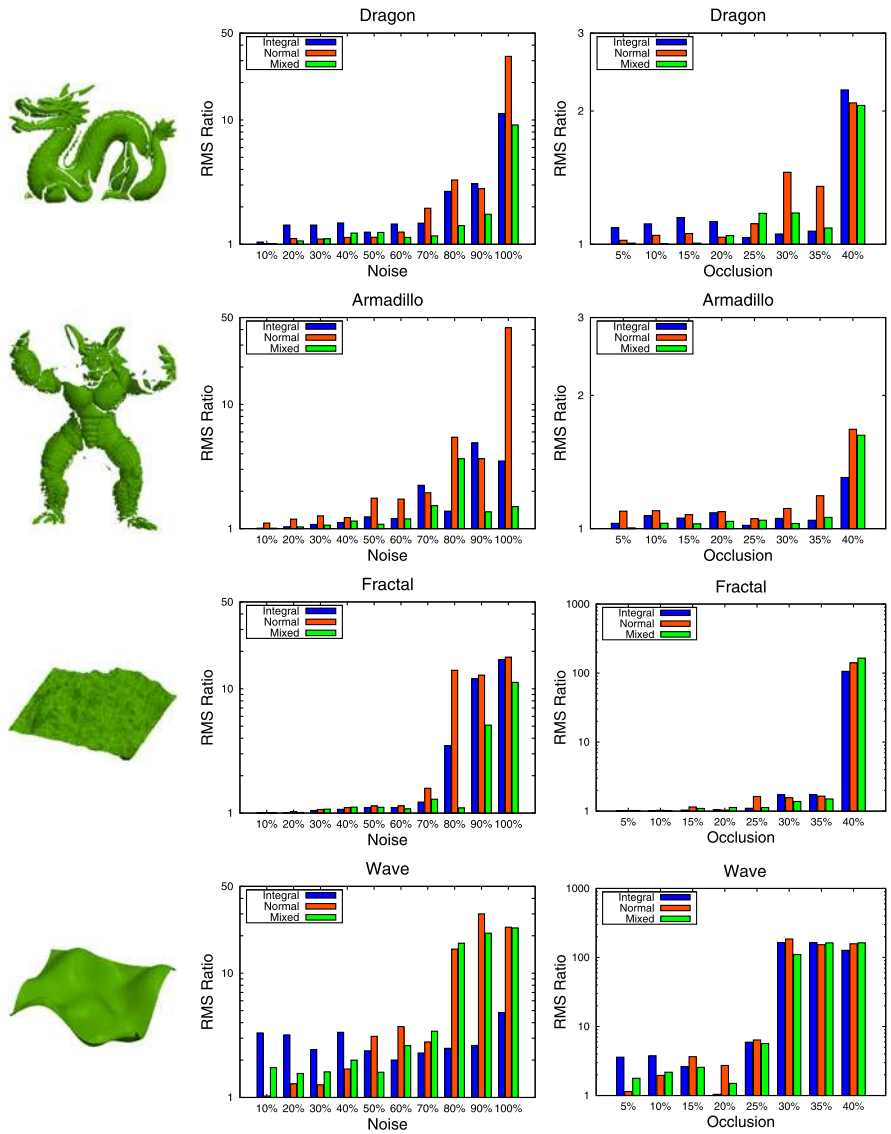 Dragon
50
10
1
RMS Ratio
Integral
Normal
Mixed
10% 20% 30% 40% 50% 60% 70% 80% 90% 100%
Noise
Dragon
3
2
1
RMS Ratio
Integral
Normal
Mixed
5% 10% 15% 20% 25% 30% 35% 40%
Occlusion
Armadillo
50
10
1
RMS Ratio
Integral
Normal
Mixed
10% 20% 30% 40% 50% 60% 70% 80% 90% 100%
Noise
Armadillo
3
2
1
RMS Ratio
Integral
Normal
Mixed
5% 10% 15% 20% 25% 30% 35% 40%
Occlusion
Fractal
50
10
1
RMS Ratio
Integral
Normal
Mixed
10% 20% 30% 40% 50% 60% 70% 80% 90% 100%
Noise
Fractal
1000
100
10
1
RMS Ratio
Integral
Normal
Mixed
5% 10% 15% 20% 25% 30% 35% 40%
Occlusion
Wave
50
10
1
RMS Ratio
Integral
Normal
Mixed
10% 20% 30% 40% 50% 60% 70% 80% 90% 100%
Noise
Wave
1000
100
10
1
RMS Ratio
Integral
Normal
Mixed
5% 10% 15% 20% 25% 30% 35% 40%
Occlusion